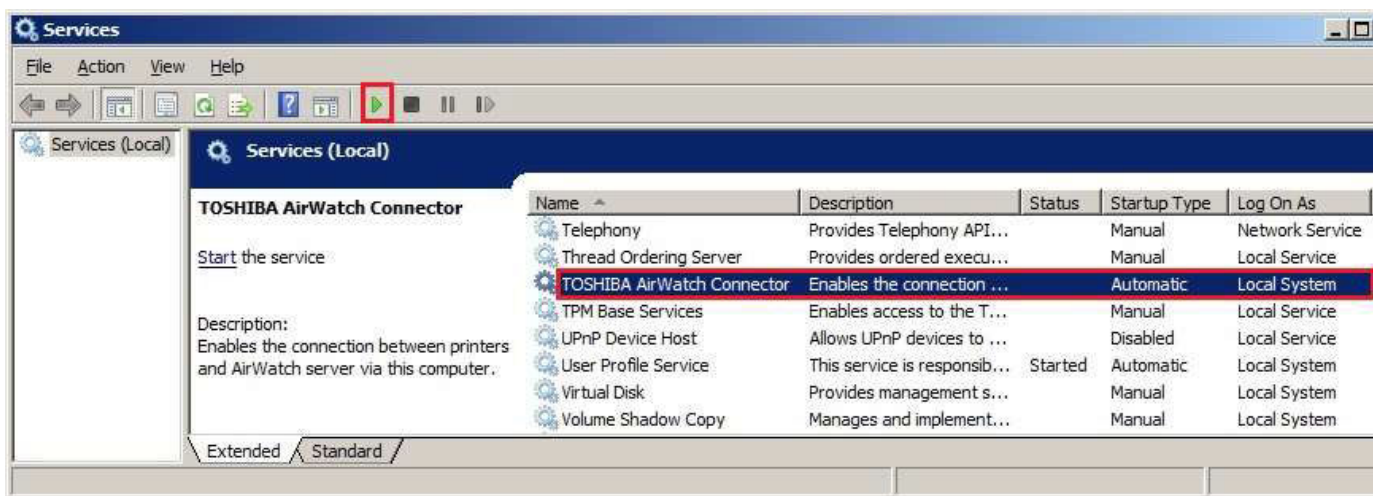 Services
File Action View Help
Services (Local)
Services (Local)
TOSHIBA AirWatch Connector
Start the service
Description:
Enables the connection between printers
and AirWatch server via this computer.
Name Description Status Startup Type Log On As
Telephony Provides Telephony API... Manual Network Service
Thread Ordering Server Provides ordered execu... Manual Local Service
TOSHIBA AirWatch Connector Enables the connection ... Automatic Local System
TPM Base Services Enables access to the T... Manual Local Service
UPnP Device Host Allows UPnP devices to ... Disabled Local Service
User Profile Service This service is responsib... Started Automatic Local System
Virtual Disk Provides management s... Manual Local System
Volume Shadow Copy Manages and implement... Manual Local System
Extended Standard